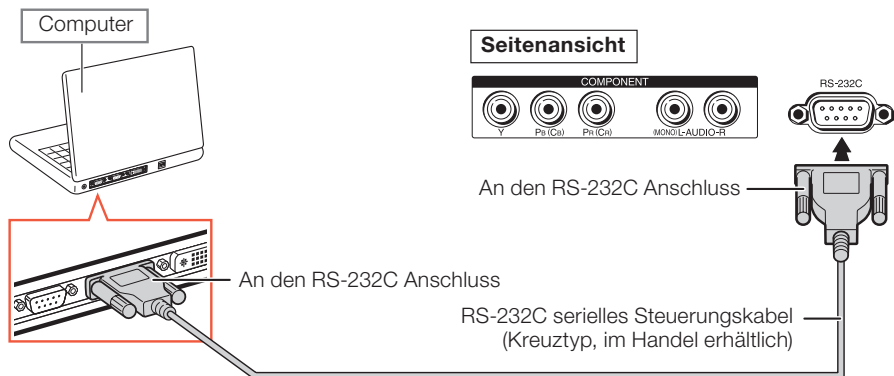 Computer
Seitenansicht
COMPONENT
Y
PB (CB)
PR (CR)
(MONO)L-AUDIO-R
RS-232C
An den RS-232C Anschluss
An den RS-232C Anschluss
RS-232C serielles Steuerungskabel
(Kreuztyp, im Handel erhältlich)